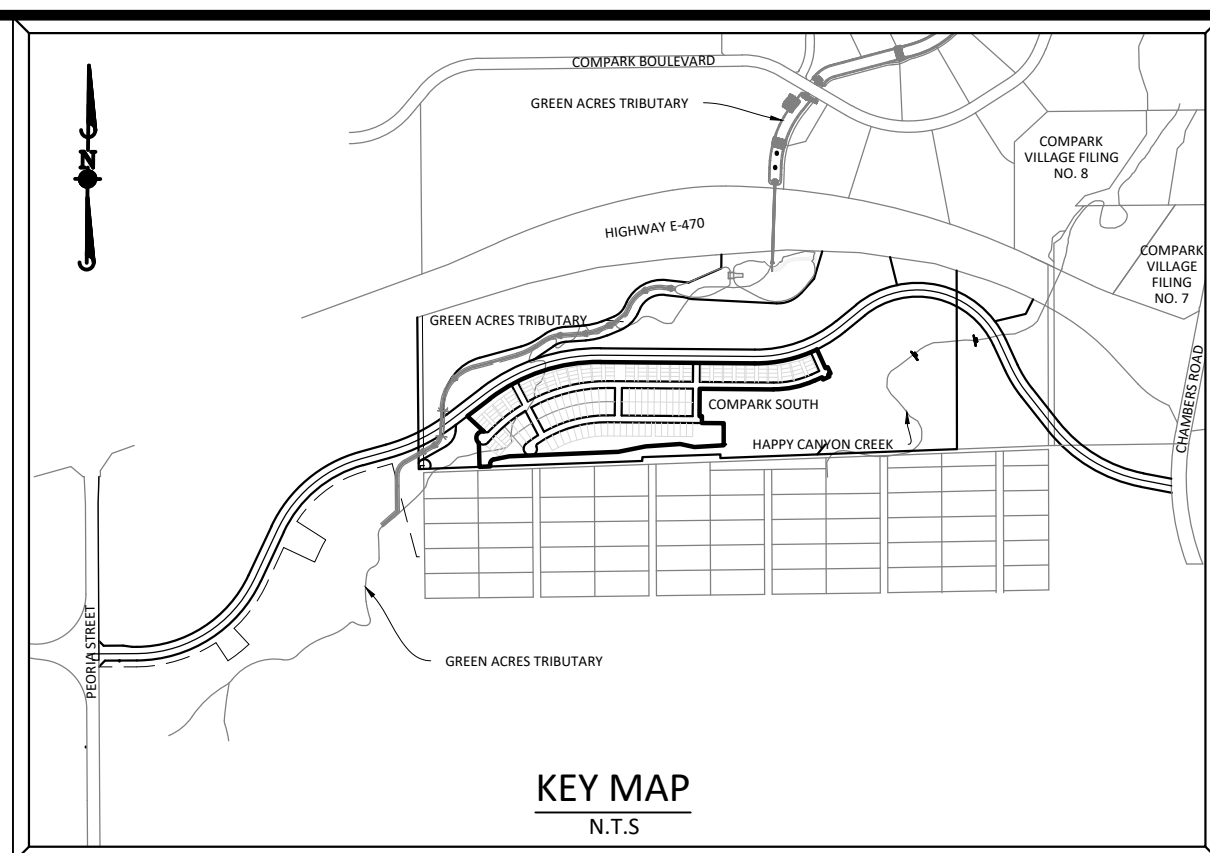 COMPARK BOULEVARD
GREEN ACRES TRIBUTARY
COMPARK
VILLAGE FILING
NO. 8
N
HIGHWAY E-470
COMPARK
VILLAGE
FILING
NO. 7
GREEN ACRES TRIBUTARY
CHAMBERS ROAD
COMPARK SOUTH
HAPPY CANYON CREEK
PEORIA STREET
GREEN ACRES TRIBUTARY
KEY MAP
N.T.S